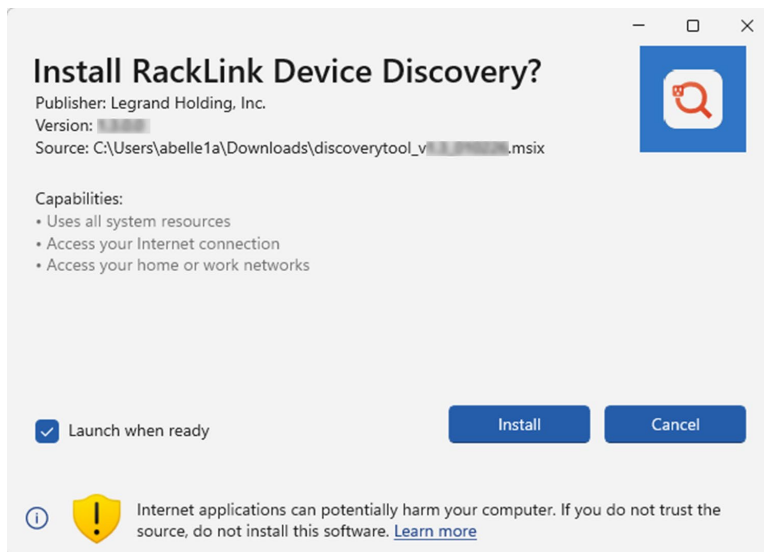 Install RackLink Device Discovery?
Publisher: Legrand Holding, Inc.
Version:
Source: C:\Users\abelle1a\Downloads\discoverytool_v .msix
Capabilities:
• Uses all system resources
• Access your Internet connection
• Access your home or work networks
Launch when ready
Install
Cancel
Internet applications can potentially harm your computer. If you do not trust the
source, do not install this software. Learn more